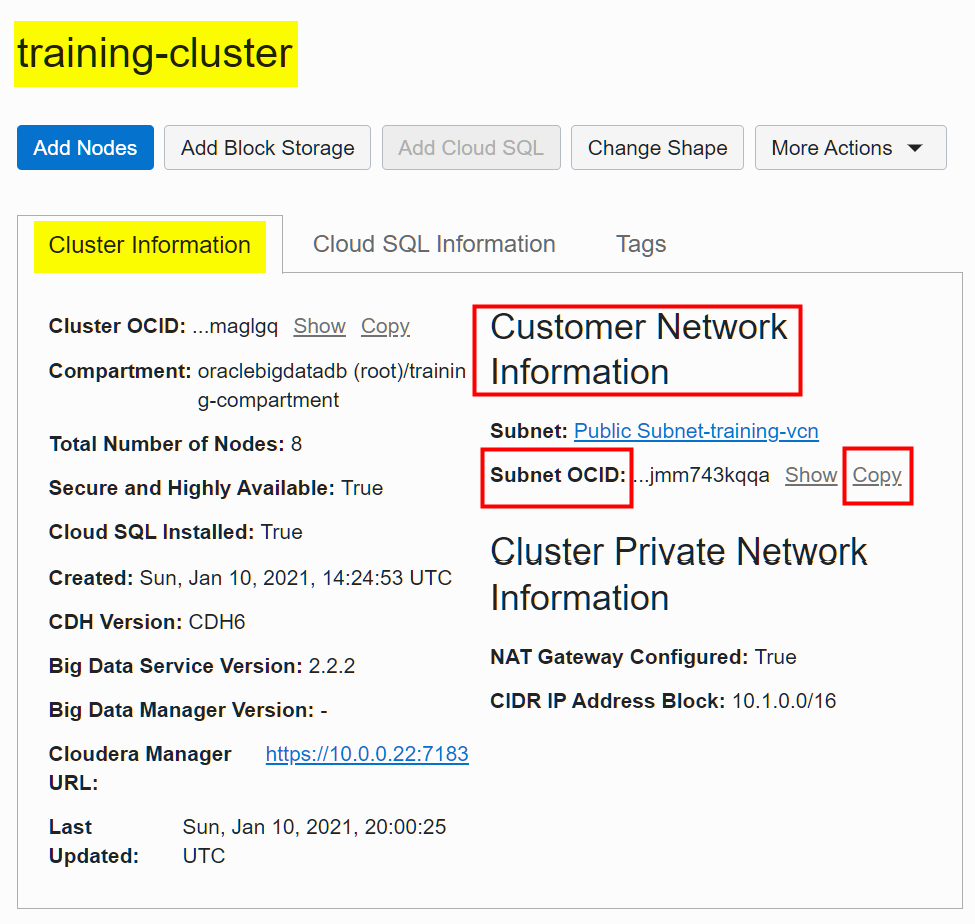 training-cluster
Add Nodes Add Block Storage Add Cloud SQL Change Shape More Actions
Cluster Information Cloud SQL Information Tags
Cluster OCID: ...maglgq Show Copy
Compartment: oraclebigdatadb (root)/trainin
g-compartment
Total Number of Nodes: 8
Secure and Highly Available: True
Cloud SQL Installed: True
Created: Sun, Jan 10, 2021, 14:24:53 UTC
CDH Version: CDH6
Big Data Service Version: 2.2.2
Big Data Manager Version: -
Cloudera Manager https://10.0.0.22:7183
URL:
Last Sun, Jan 10, 2021, 20:00:25
Updated: UTC
Customer Network
Information
Subnet: Public Subnet-training-vcn
Subnet OCID: ...jmm743kqqa Show Copy
Cluster Private Network
Information
NAT Gateway Configured: True
CIDR IP Address Block: 10.1.0.0/16